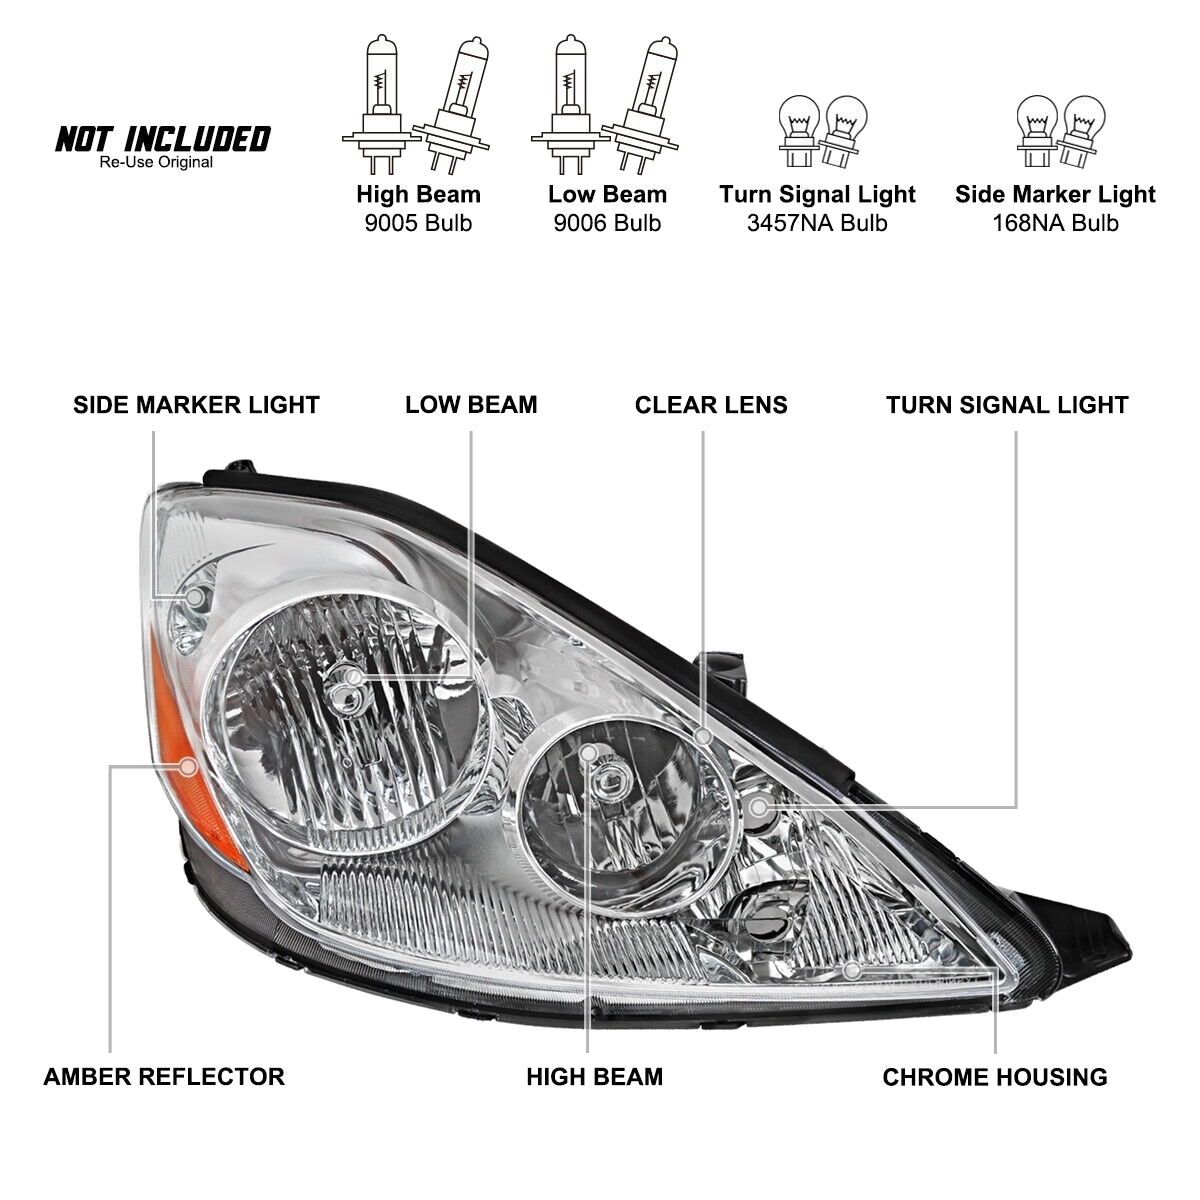 NOT INCLUDED
Re-Use Original
High Beam
9005 Bulb
Low Beam
9006 Bulb
Turn Signal Light
3457NA Bulb
Side Marker Light
168NA Bulb
SIDE MARKER LIGHT
LOW BEAM
CLEAR LENS
TURN SIGNAL LIGHT
AMBER REFLECTOR
HIGH BEAM
CHROME HOUSING